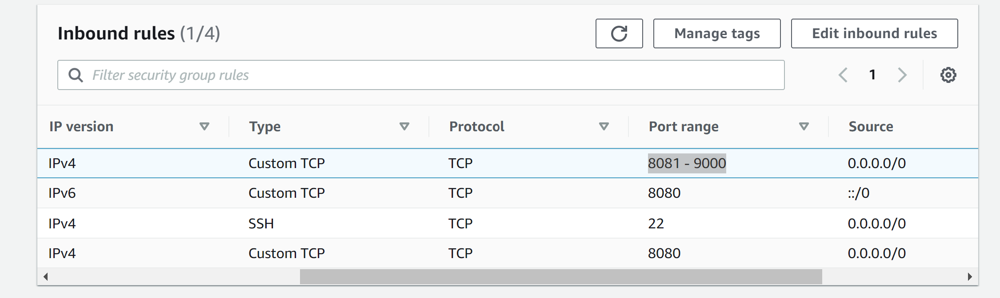 Inbound rules (1/4)
Manage tags
Edit inbound rules
Filter security group rules
1
IP version Type Protocol Port range Source
IPv4 Custom TCP TCP 8081 - 9000 0.0.0.0/0
IPv6 Custom TCP TCP 8080 ::/0
IPv4 SSH TCP 22 0.0.0.0/0
IPv4 Custom TCP TCP 8080 0.0.0.0/0